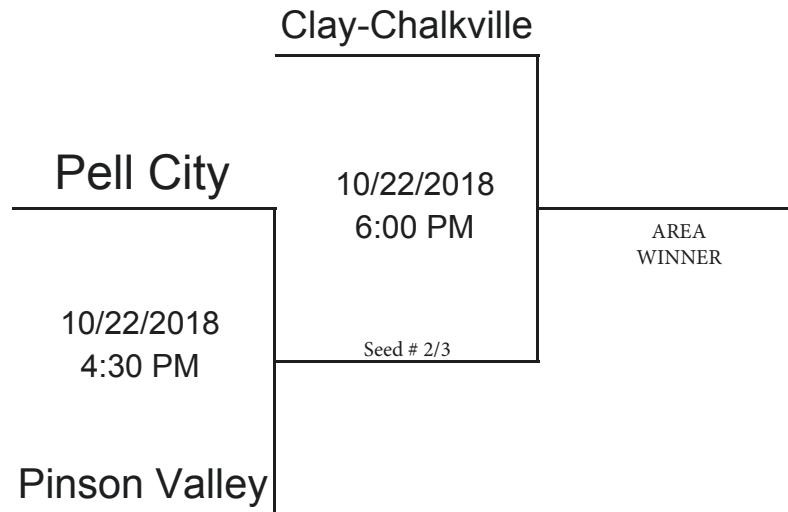 Clay-Chalkville
Pell City
10/22/2018
6:00 PM
AREA
WINNER
10/22/2018
4:30 PM
Seed # 2/3
Pinson Valley